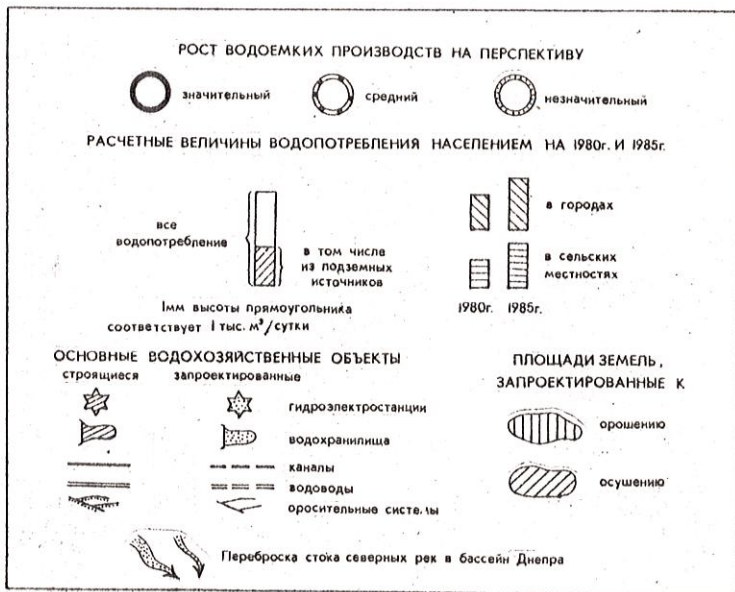 РОСТ ВОДОЕМКИХ ПРОИЗВОДСТВ НА ПЕРСПЕКТИВУ
значительный средний незначительный
РАСЧЕТНЫЕ ВЕЛИЧИНЫ ВОДОПОТРЕБЛЕНИЯ НАСЕЛЕНИЕМ НА 1980г. И 1985г.
все
водопотребление
в том числе
из подземных
источников
1мм высоты прямоугольника
соответствует 1 тыс. м³/сутки
в городах
в сельских
местностях
1980г. 1985г.
ОСНОВНЫЕ ВОДОХОЗЯЙСТВЕННЫЕ ОБЪЕКТЫ
строящиеся запроектированные
гидроэлектростанции
водохранилища
каналы
водоводы
оросительные системы
ПЛОЩАДИ ЗЕМЕЛЬ,
ЗАПРОЕКТИРОВАННЫЕ К
орошению
осушению
Переброска стока северных рек в бассейн Днепра